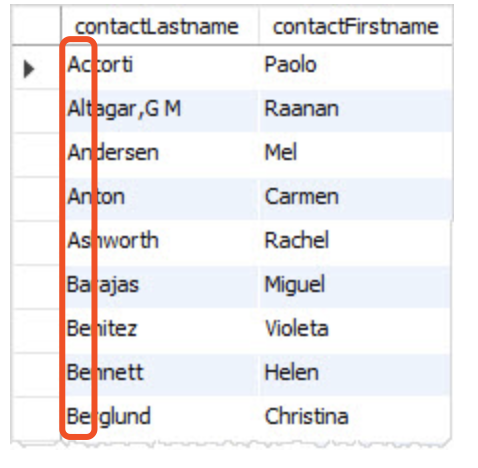 contactLastname contactFirstname
Accorti Paolo
Altagar,G M Raanan
Andersen Mel
Anton Carmen
Ashworth Rachel
Barajas Miguel
Benitez Violeta
Bennett Helen
Berglund Christina